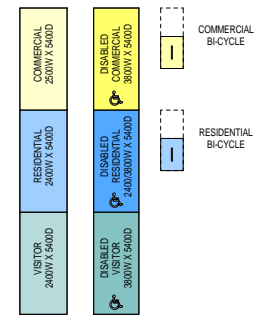 COMMERCIAL
2500W X 5400D
DISABLED
COMMERCIAL
3800W X 5400D
COMMERCIAL
BI-CYCLE
RESIDENTIAL
2400W X 5400D
DISABLED
RESIDENTIAL
2400/3800W X 5400D
RESIDENTIAL
BI-CYCLE
VISITOR
2400W X 5400D
DISABLED
VISITOR
3800W X 5400D